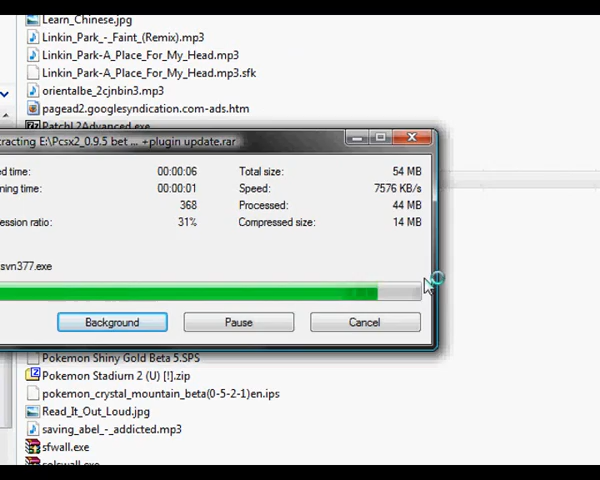 Learn_Chinese.jpg
Linkin_Park_-_Faint_(Remix).mp3
Linkin_Park-A_Place_For_My_Head.mp3
Linkin_Park-A_Place_For_My_Head.mp3.sfk
orientalbe_2cjnbin3.mp3
pagead2.googlesyndication.com-ads.htm
Patchl 2Advanced.exe
tracting E:\Pcsx2_0.9.5 bet ... +plugin update.rar
ed time: 00:00:06 Total size: 54 MB
ning time: 00:00:01 Speed: 7576 KB/s
368 Processed: 44 MB
ession ratio: 31% Compressed size: 14 MB
svn377.exe
Background Pause Cancel
Pokemon Shiny Gold Beta 5.SPS
Pokemon Stadium 2 (U) [!].zip
pokemon_crystal_mountain_beta(0-5-2-1)en.ips
Read_It_Out_Loud.jpg
saving_abel_-_addicted.mp3
sfwall.exe